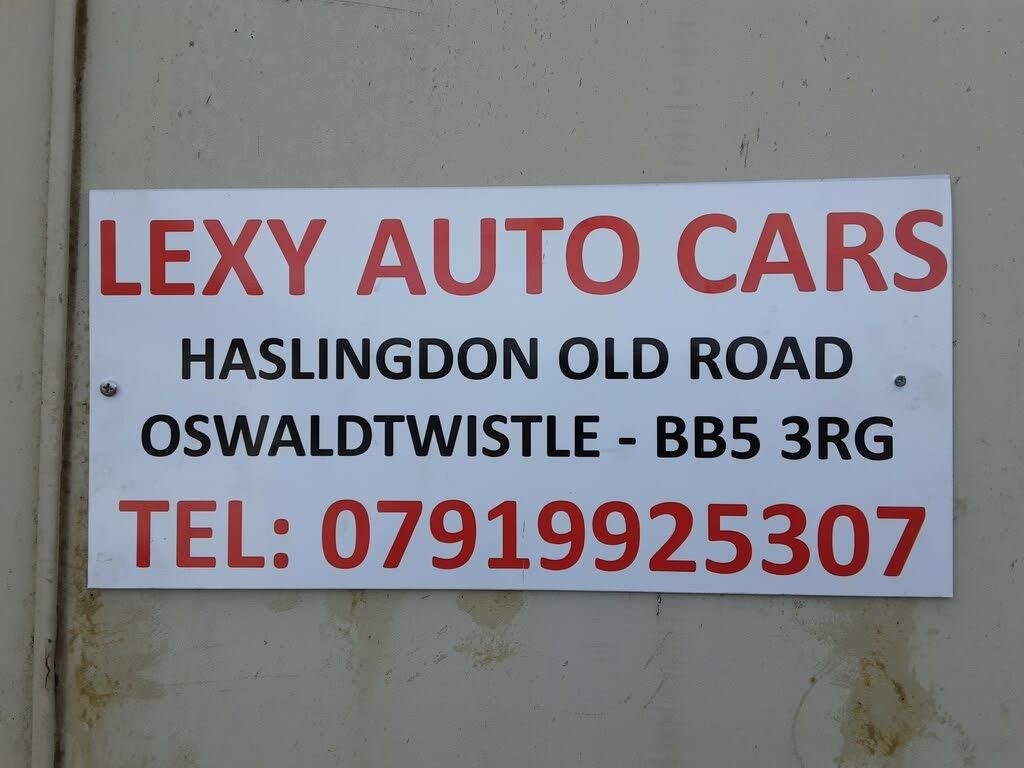 LEXY AUTO CARS
HASLINGDON OLD ROAD
OSWALDTWISTLE - BB5 3RG
TEL: 07919925307